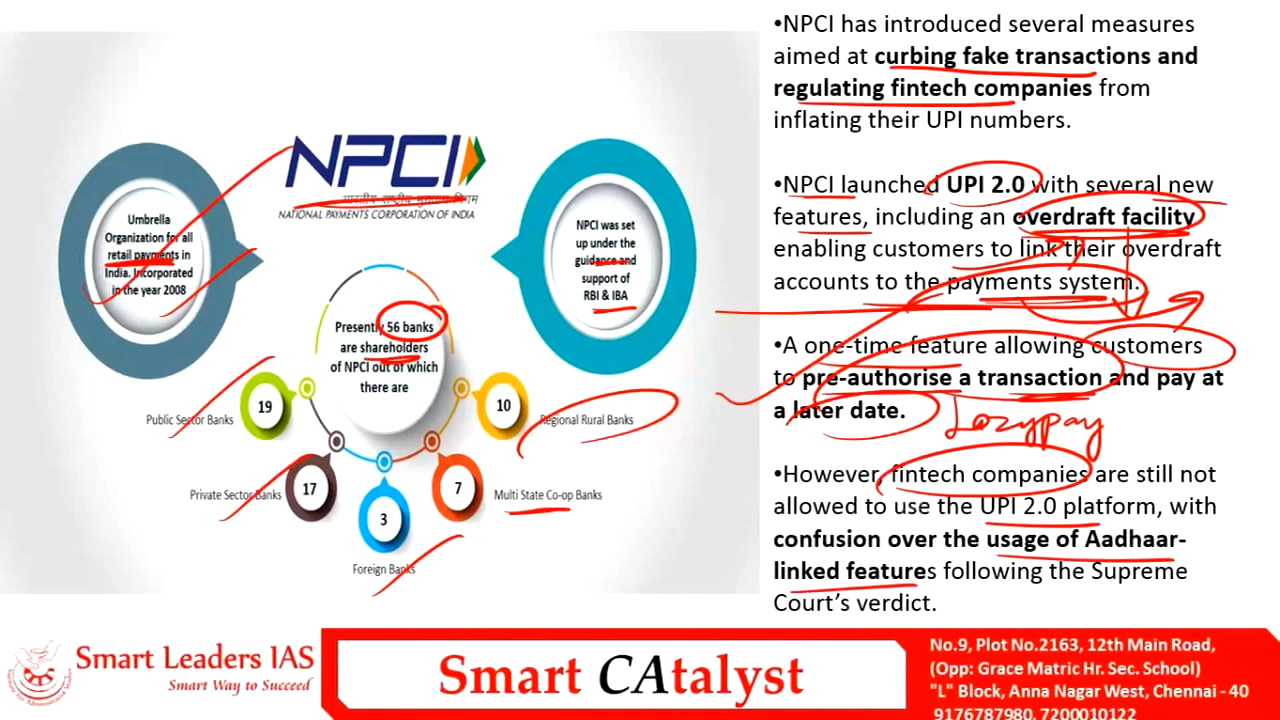 Umbrella
Organization for all
retail payments in
India. Incorporated
in the year 2008
NPCI
भारतीय राष्ट्रीय भुगतान निगम
NATIONAL PAYMENTS CORPORATION OF INDIA
NPCI was set
up under the
guidance and
support of
RBI & IBA
Presently 56 banks
are shareholders
of NPCI out of which
there are
19
Public Sector Banks
17
Private Sector Banks
3
Foreign Banks
7
Multi State Co-op Banks
10
Regional Rural Banks
•NPCI has introduced several measures
aimed at curbing fake transactions and
regulating fintech companies from
inflating their UPI numbers.
•NPCI launched UPI 2.0 with several new
features, including an overdraft facility
enabling customers to link their overdraft
accounts to the payments system.
•A one-time feature allowing customers
to pre-authorise a transaction and pay at
a later date.
Lazypay
•However, fintech companies are still not
allowed to use the UPI 2.0 platform, with
confusion over the usage of Aadhaar-
linked features following the Supreme
Court's verdict.
Smart Leaders IAS
Smart Way to Succeed
Smart CAtalyst
No.9, Plot No.2163, 12th Main Road,
(Opp: Grace Matric Hr. Sec. School)
"L" Block, Anna Nagar West, Chennai - 40
9176787980, 7200010122